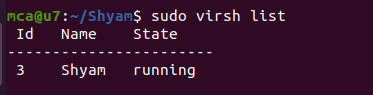 mca@u7:~/Shyam$ sudo virsh list
 Id   Name    State
-----------------------
 3    Shyam   running